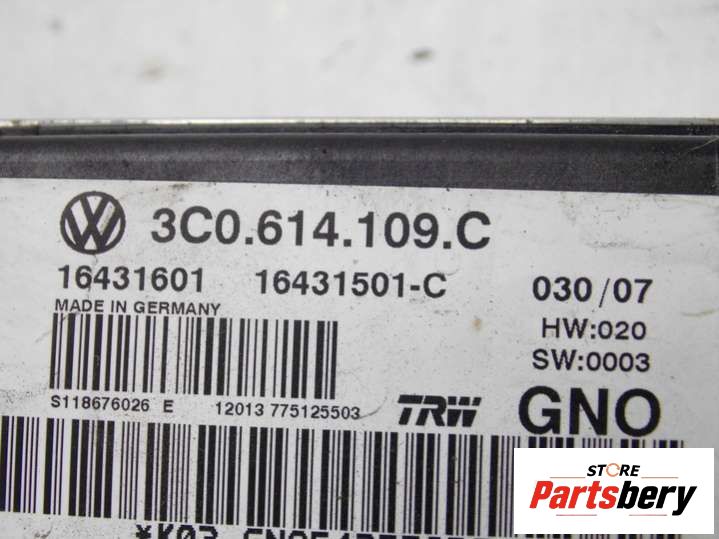 3C0.614.109.C
16431601 16431501-C 030/07
MADE IN GERMANY HW:020
SW:0003
S118676026 E 12013 775125503 TRW GNO
STORE
Partsbery